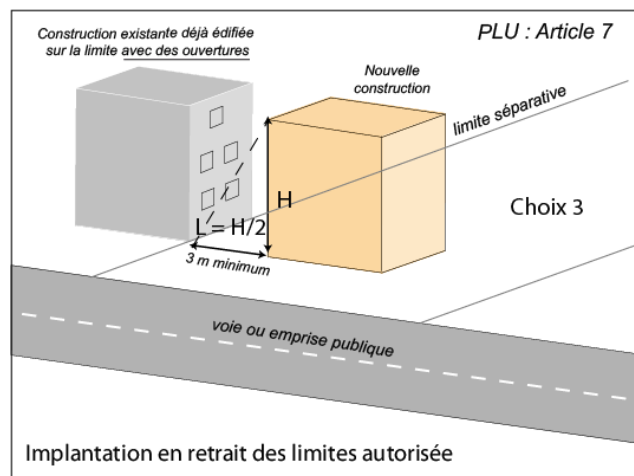 Construction existante déjà édifiée
sur la limite avec des ouvertures
PLU : Article 7
Nouvelle
construction
limite séparative
H
Choix 3
L = H/2
3 m minimum
voie ou emprise publique
Implantation en retrait des limites autorisée